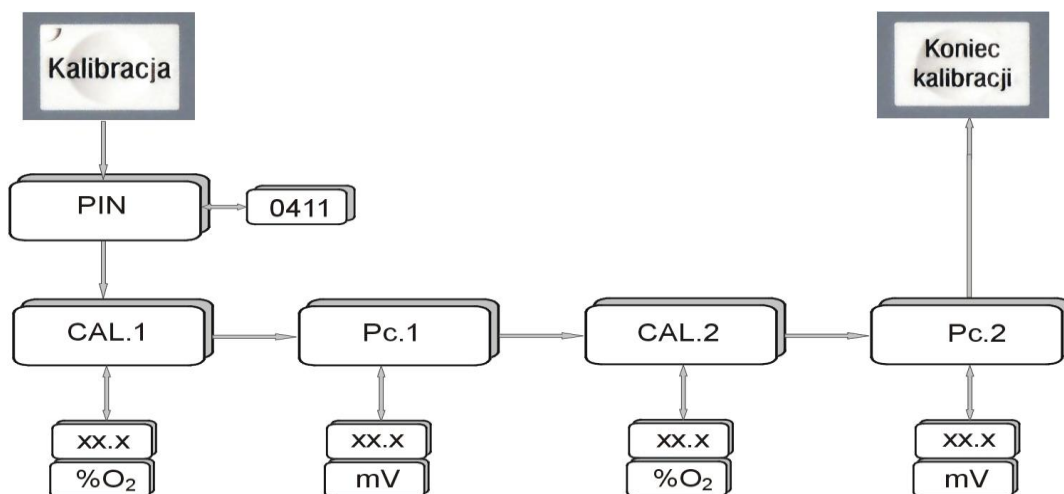 Kalibracja
Koniec
kalibracji
PIN
0411
CAL.1
Pc.1
CAL.2
Pc.2
xx.x
%O₂
xx.x
mV
xx.x
%O₂
xx.x
mV